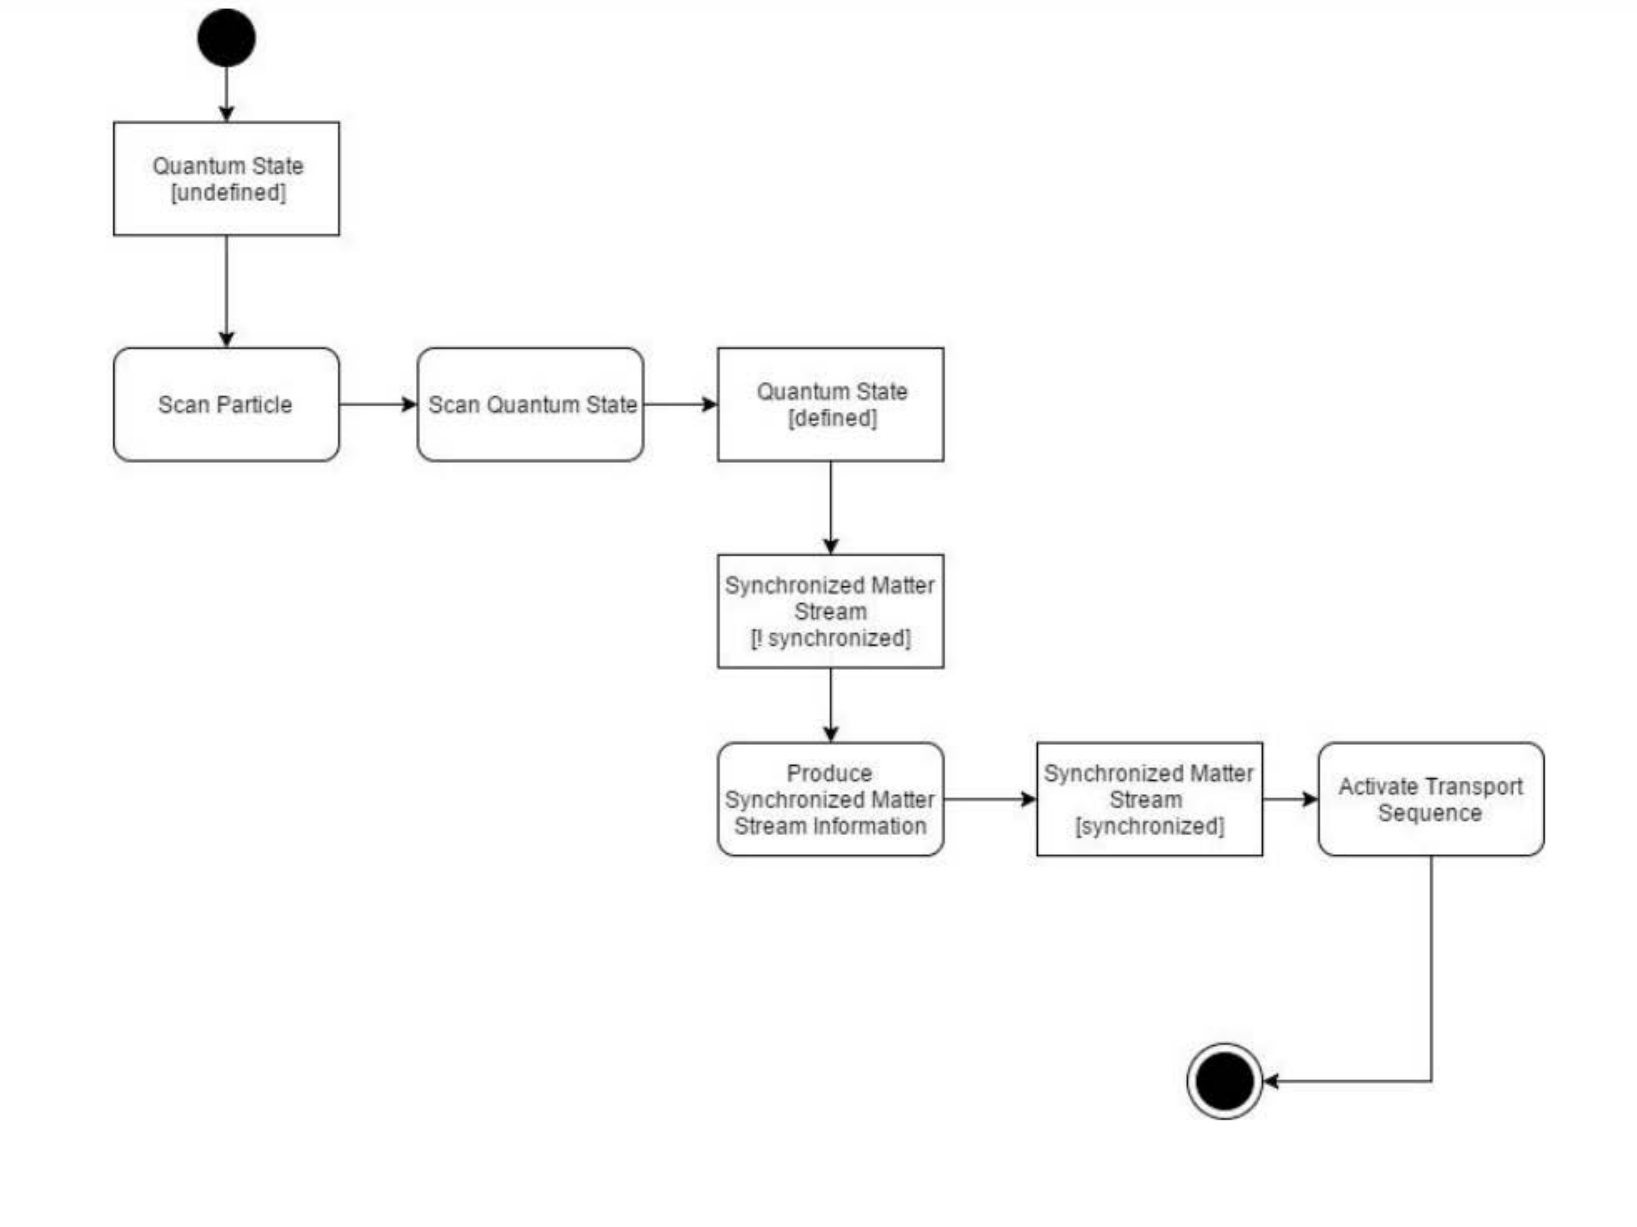 Quantum State
[undefined]
Scan Particle
Scan Quantum State
Quantum State
[defined]
Synchronized Matter
Stream
[! synchronized]
Produce
Synchronized Matter
Stream Information
Synchronized Matter
Stream
[synchronized]
Activate Transport
Sequence